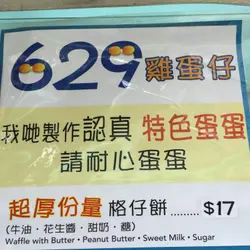 629 雞蛋仔
我哋製作認真 特色蛋蛋
請耐心蛋蛋
起厚份量 格仔餅.........$17
(牛油·花生醬·甜奶·糖)
Waffle with Butter • Peanut Butter • Sweet Milk • Sugar